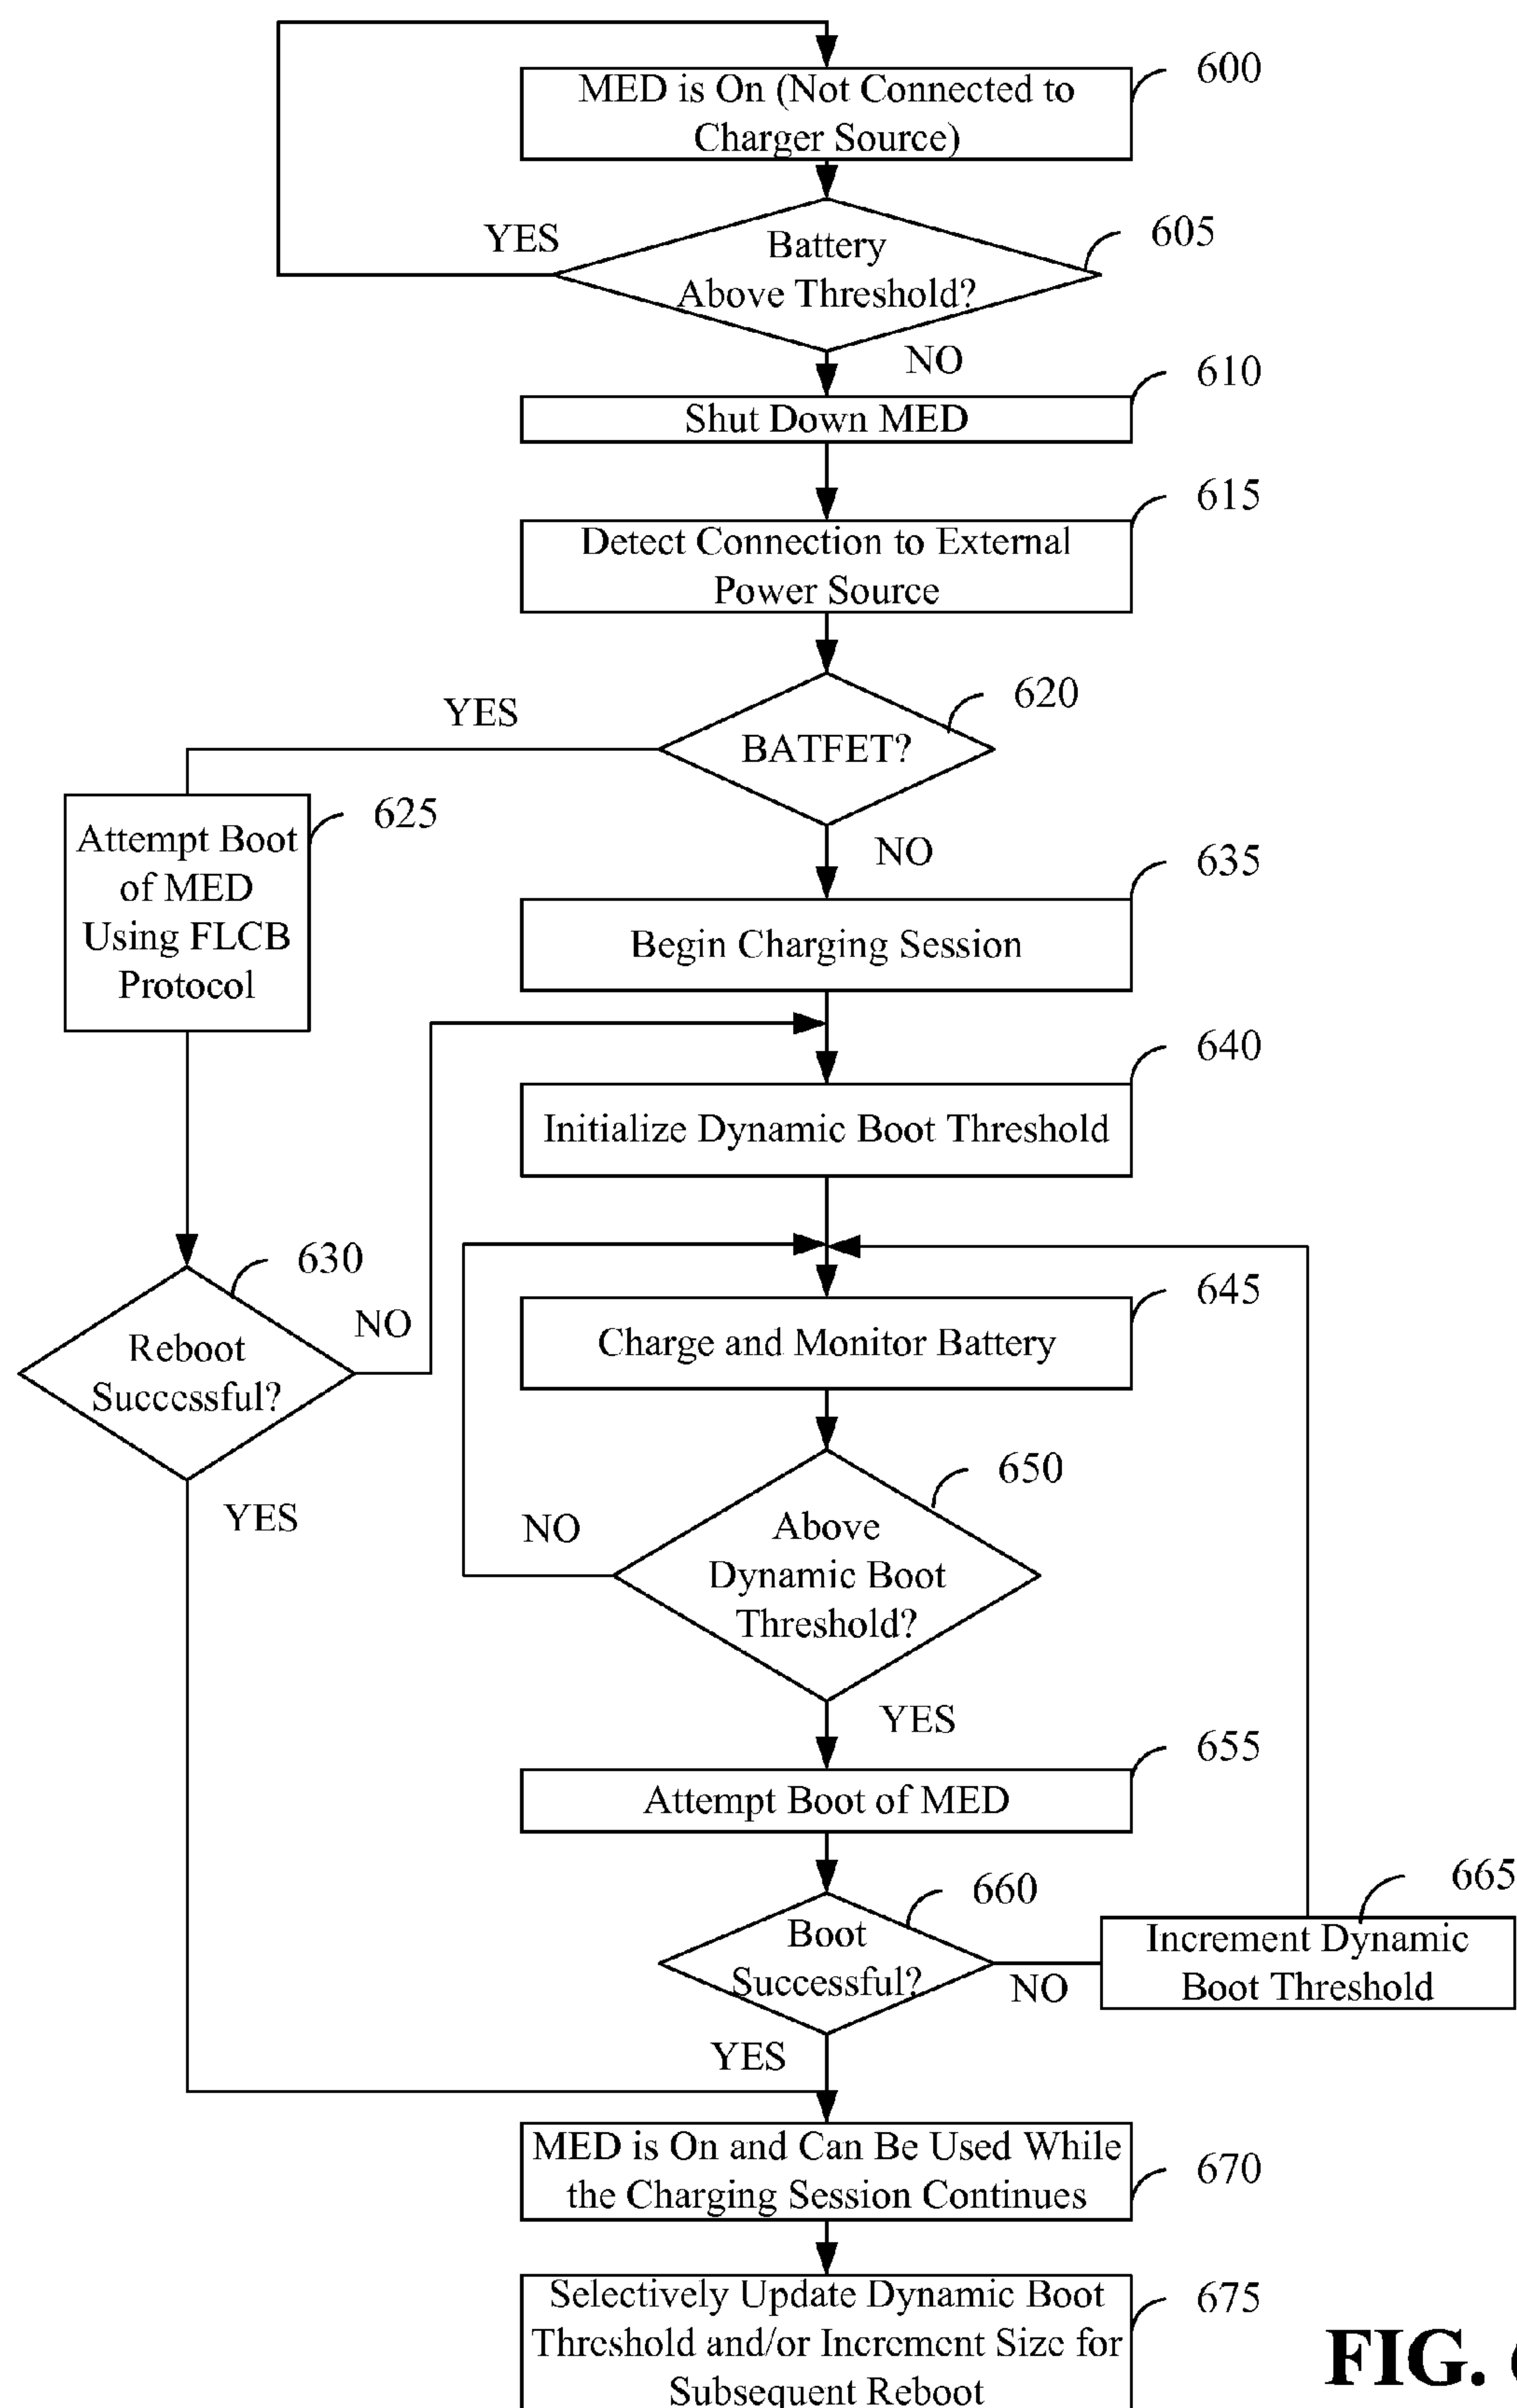 600
MED is On (Not Connected to
Charger Source)
605
YES
Battery
Above Threshold?
NO
610
Shut Down MED
615
Detect Connection to External
Power Source
620
YES
BATFET?
625
Attempt Boot
of MED
Using FLCB
Protocol
NO
635
Begin Charging Session
640
Initialize Dynamic Boot Threshold
630
Reboot
Successful?
NO
YES
645
Charge and Monitor Battery
650
NO
Above
Dynamic Boot
Threshold?
YES
655
Attempt Boot of MED
660
Boot
Successful?
NO
665
Increment Dynamic
Boot Threshold
YES
MED is On and Can Be Used While
the Charging Session Continues
670
Selectively Update Dynamic Boot
Threshold and/or Increment Size for
Subsequent Reboot
675
FIG.